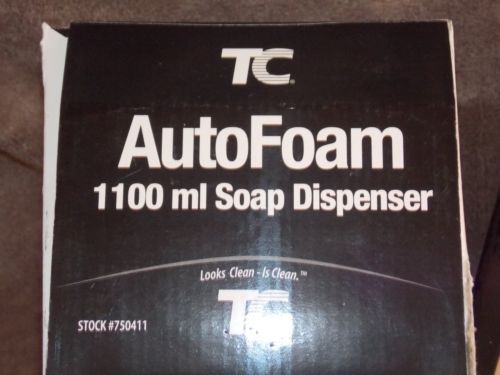 TC®
AutoFoam
1100 ml Soap Dispenser
Looks Clean - Is Clean.™
TC
STOCK #750411